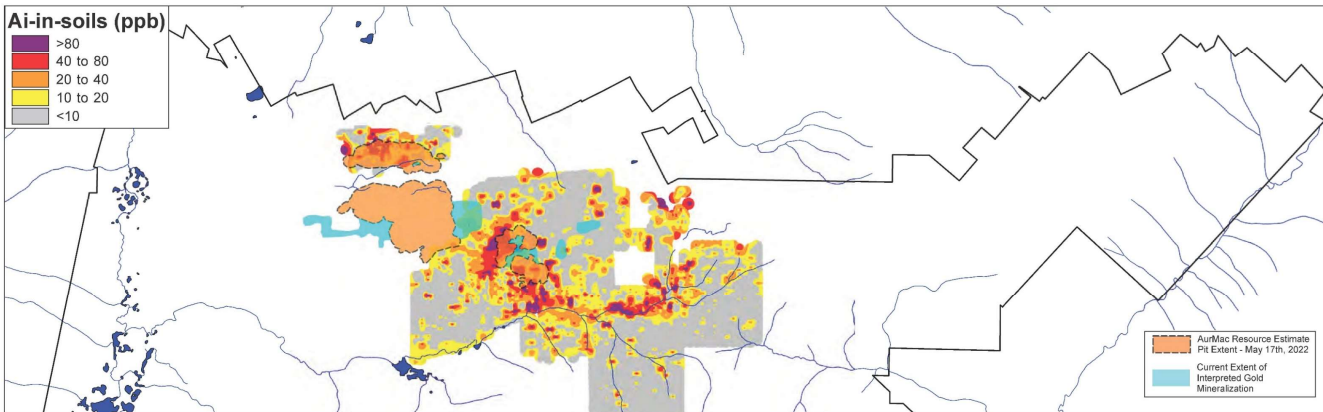 Ai-in-soils (ppb)
>80
40 to 80
20 to 40
10 to 20
<10
AurMac Resource Estimate
Pit Extent - May 17th, 2022
Current Extent of
Interpreted Gold
Mineralization